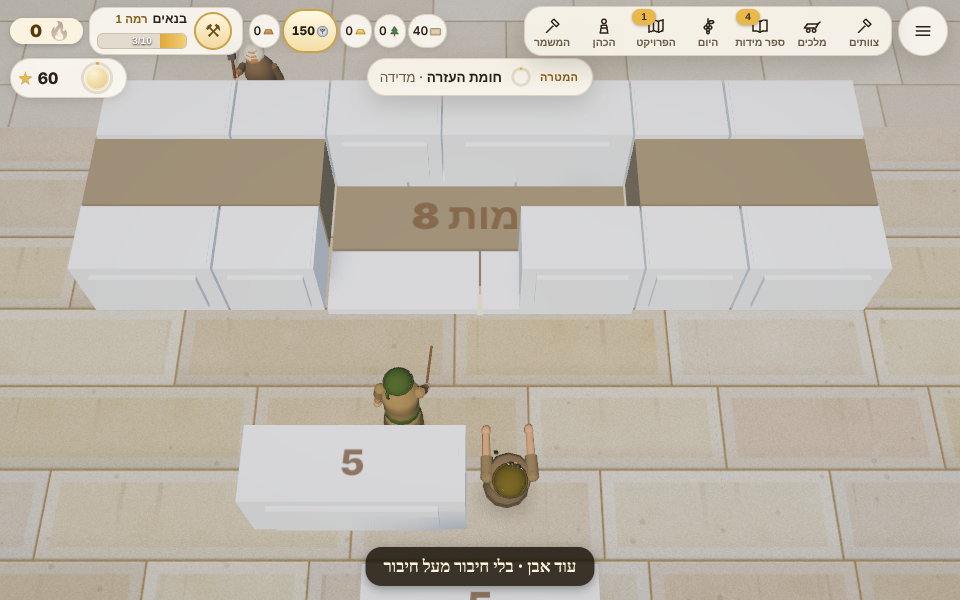 צוותים
מלכים
ספר מידות
4
היום
הפרויקט
1
הכהן
המשמר
40
0
0
150
0
בנאים רמה 1
3/10
0
60
המטרה
חומת העזרה · מדידה
8 מות
5
עוד אבן · בלי חיבור מעל חיבור